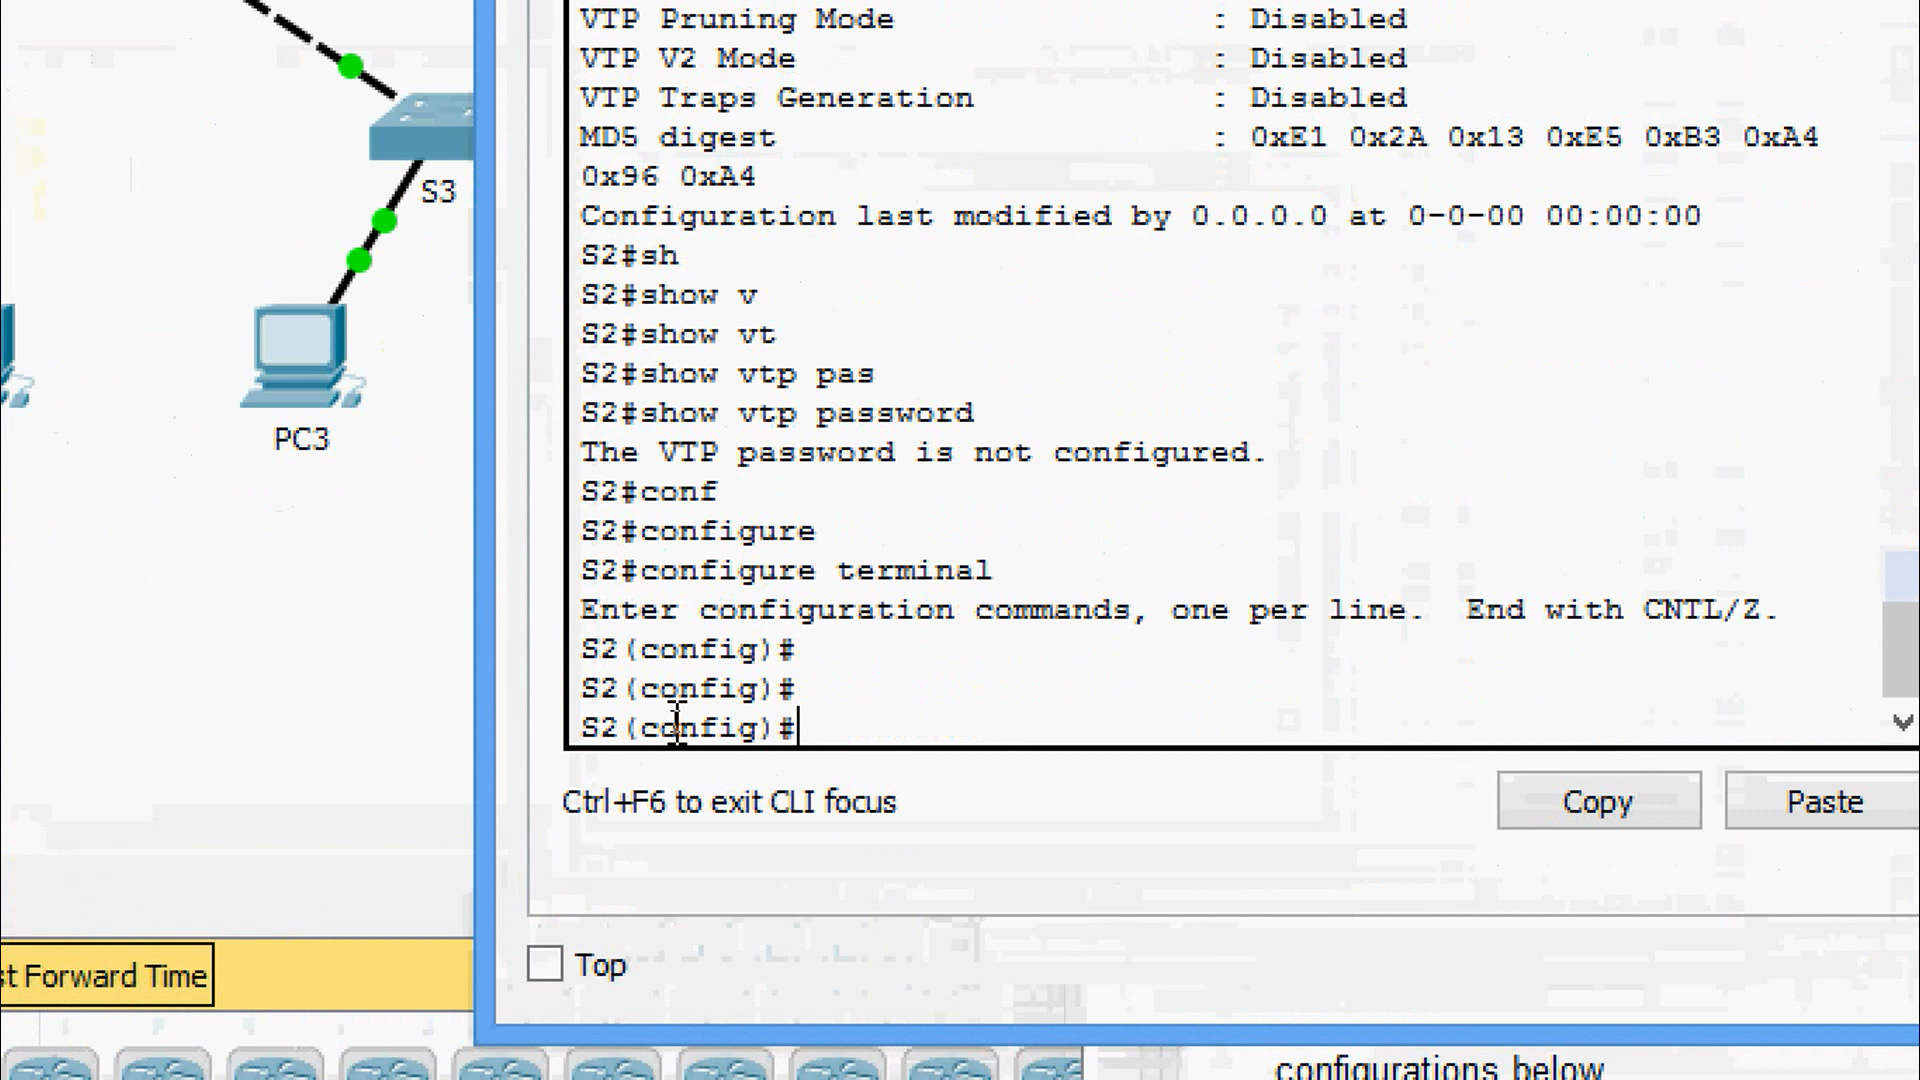 VTP Pruning Mode : Disabled
VTP V2 Mode : Disabled
VTP Traps Generation : Disabled
MD5 digest : 0xE1 0x2A 0x13 0xE5 0xB3 0xA4
0x96 0xA4
Configuration last modified by 0.0.0.0 at 0-0-00 00:00:00
S2#sh
S2#show v
S2#show vt
S2#show vtp pas
S2#show vtp password
The VTP password is not configured.
S2#conf
S2#configure
S2#configure terminal
Enter configuration commands, one per line.  End with CNTL/Z.
S2(config)#
S2(config)#
S2(config)#
Ctrl+F6 to exit CLI focus
Copy
Paste
Top
S3
PC3
st Forward Time
configurations below